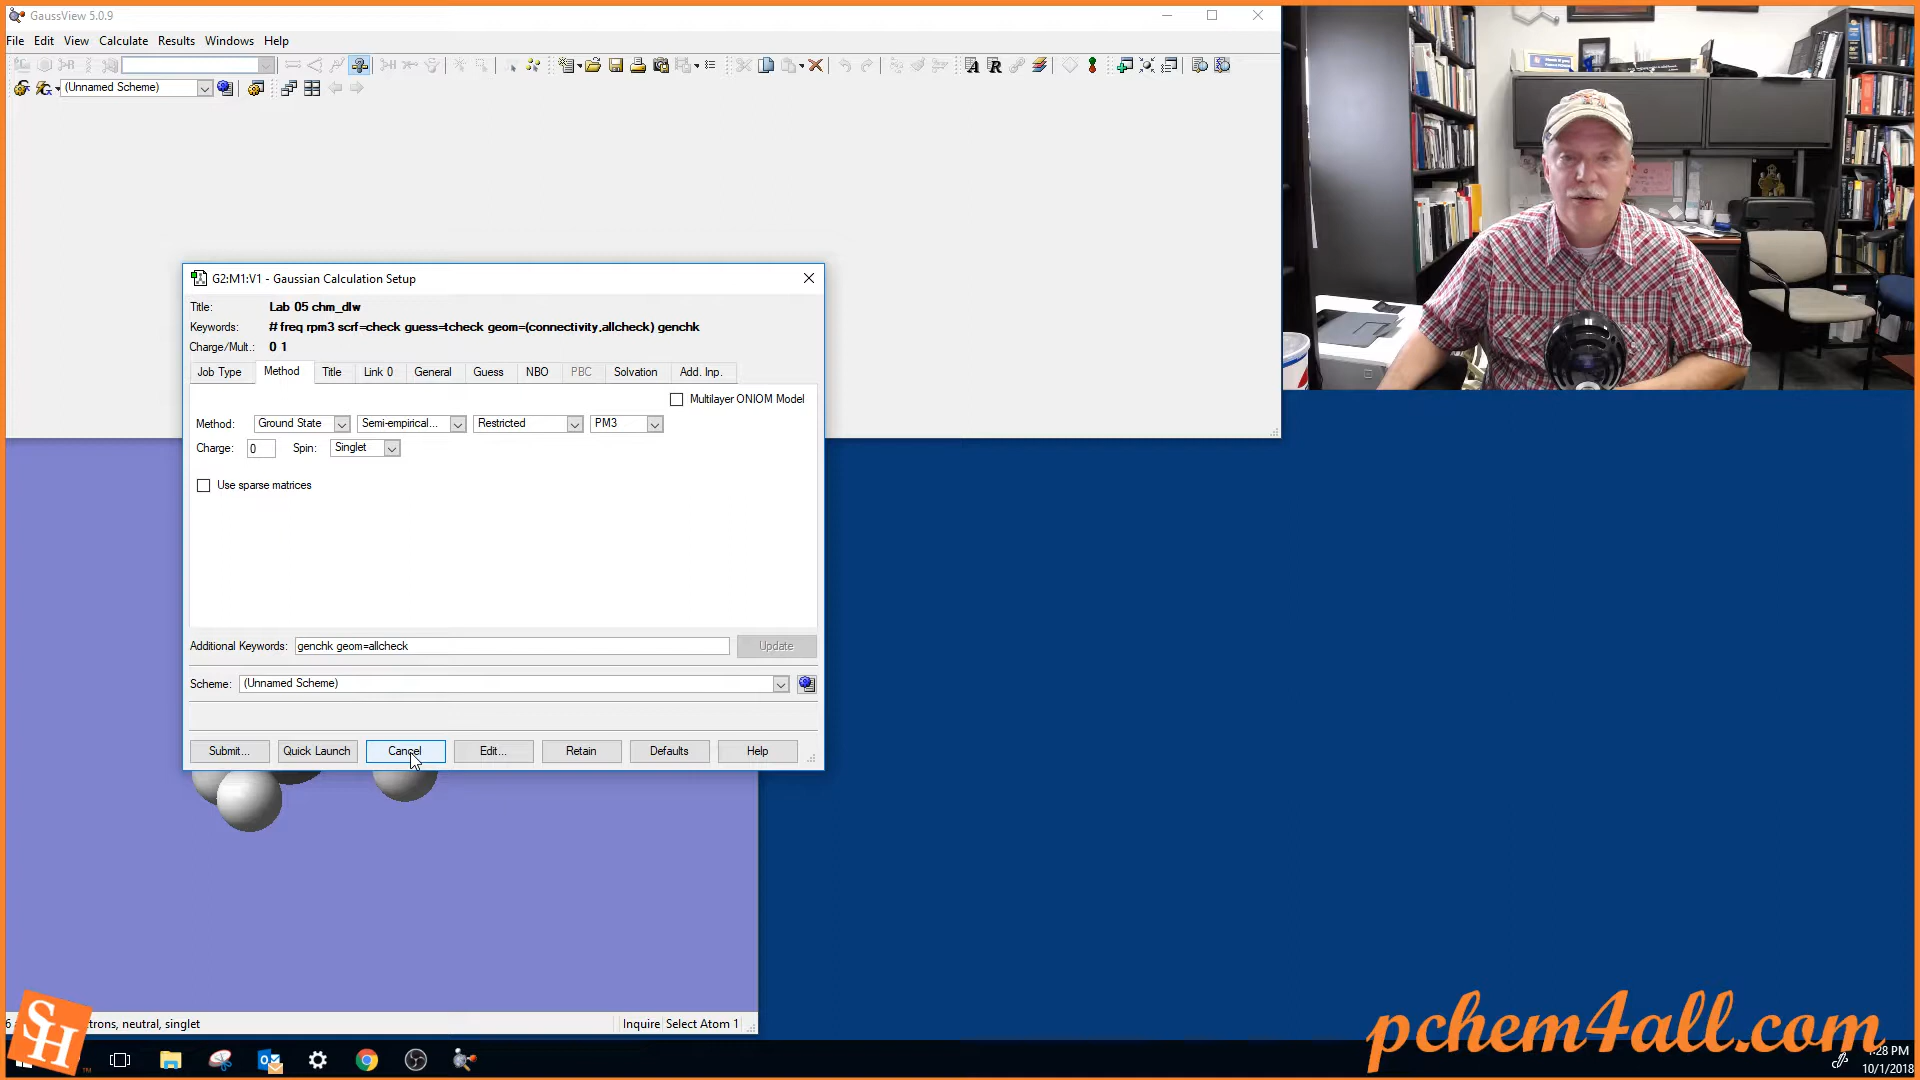 GaussView 5.0.9
File Edit View Calculate Results Windows Help
(Unnamed Scheme)
G2:M1:V1 - Gaussian Calculation Setup
Title: Lab 05 chm_dlw
Keywords: # freq rpm3 scrf=check guess=tcheck geom=(connectivity,allcheck) genchk
Charge/Mult.: 0 1
Job Type Method Title Link 0 General Guess NBO PBC Solvation Add. Inp.
Multilayer ONIOM Model
Method: Ground State Semi-empirical... Restricted PM3
Charge: 0 Spin: Singlet
Use sparse matrices
Additional Keywords: genchk geom=allcheck Update
Scheme: (Unnamed Scheme)
Submit... Quick Launch Cancel Edit... Retain Defaults Help
trons, neutral, singlet
Inquire Select Atom 1
SH
pchem4all.com
:28 PM
10/1/2018